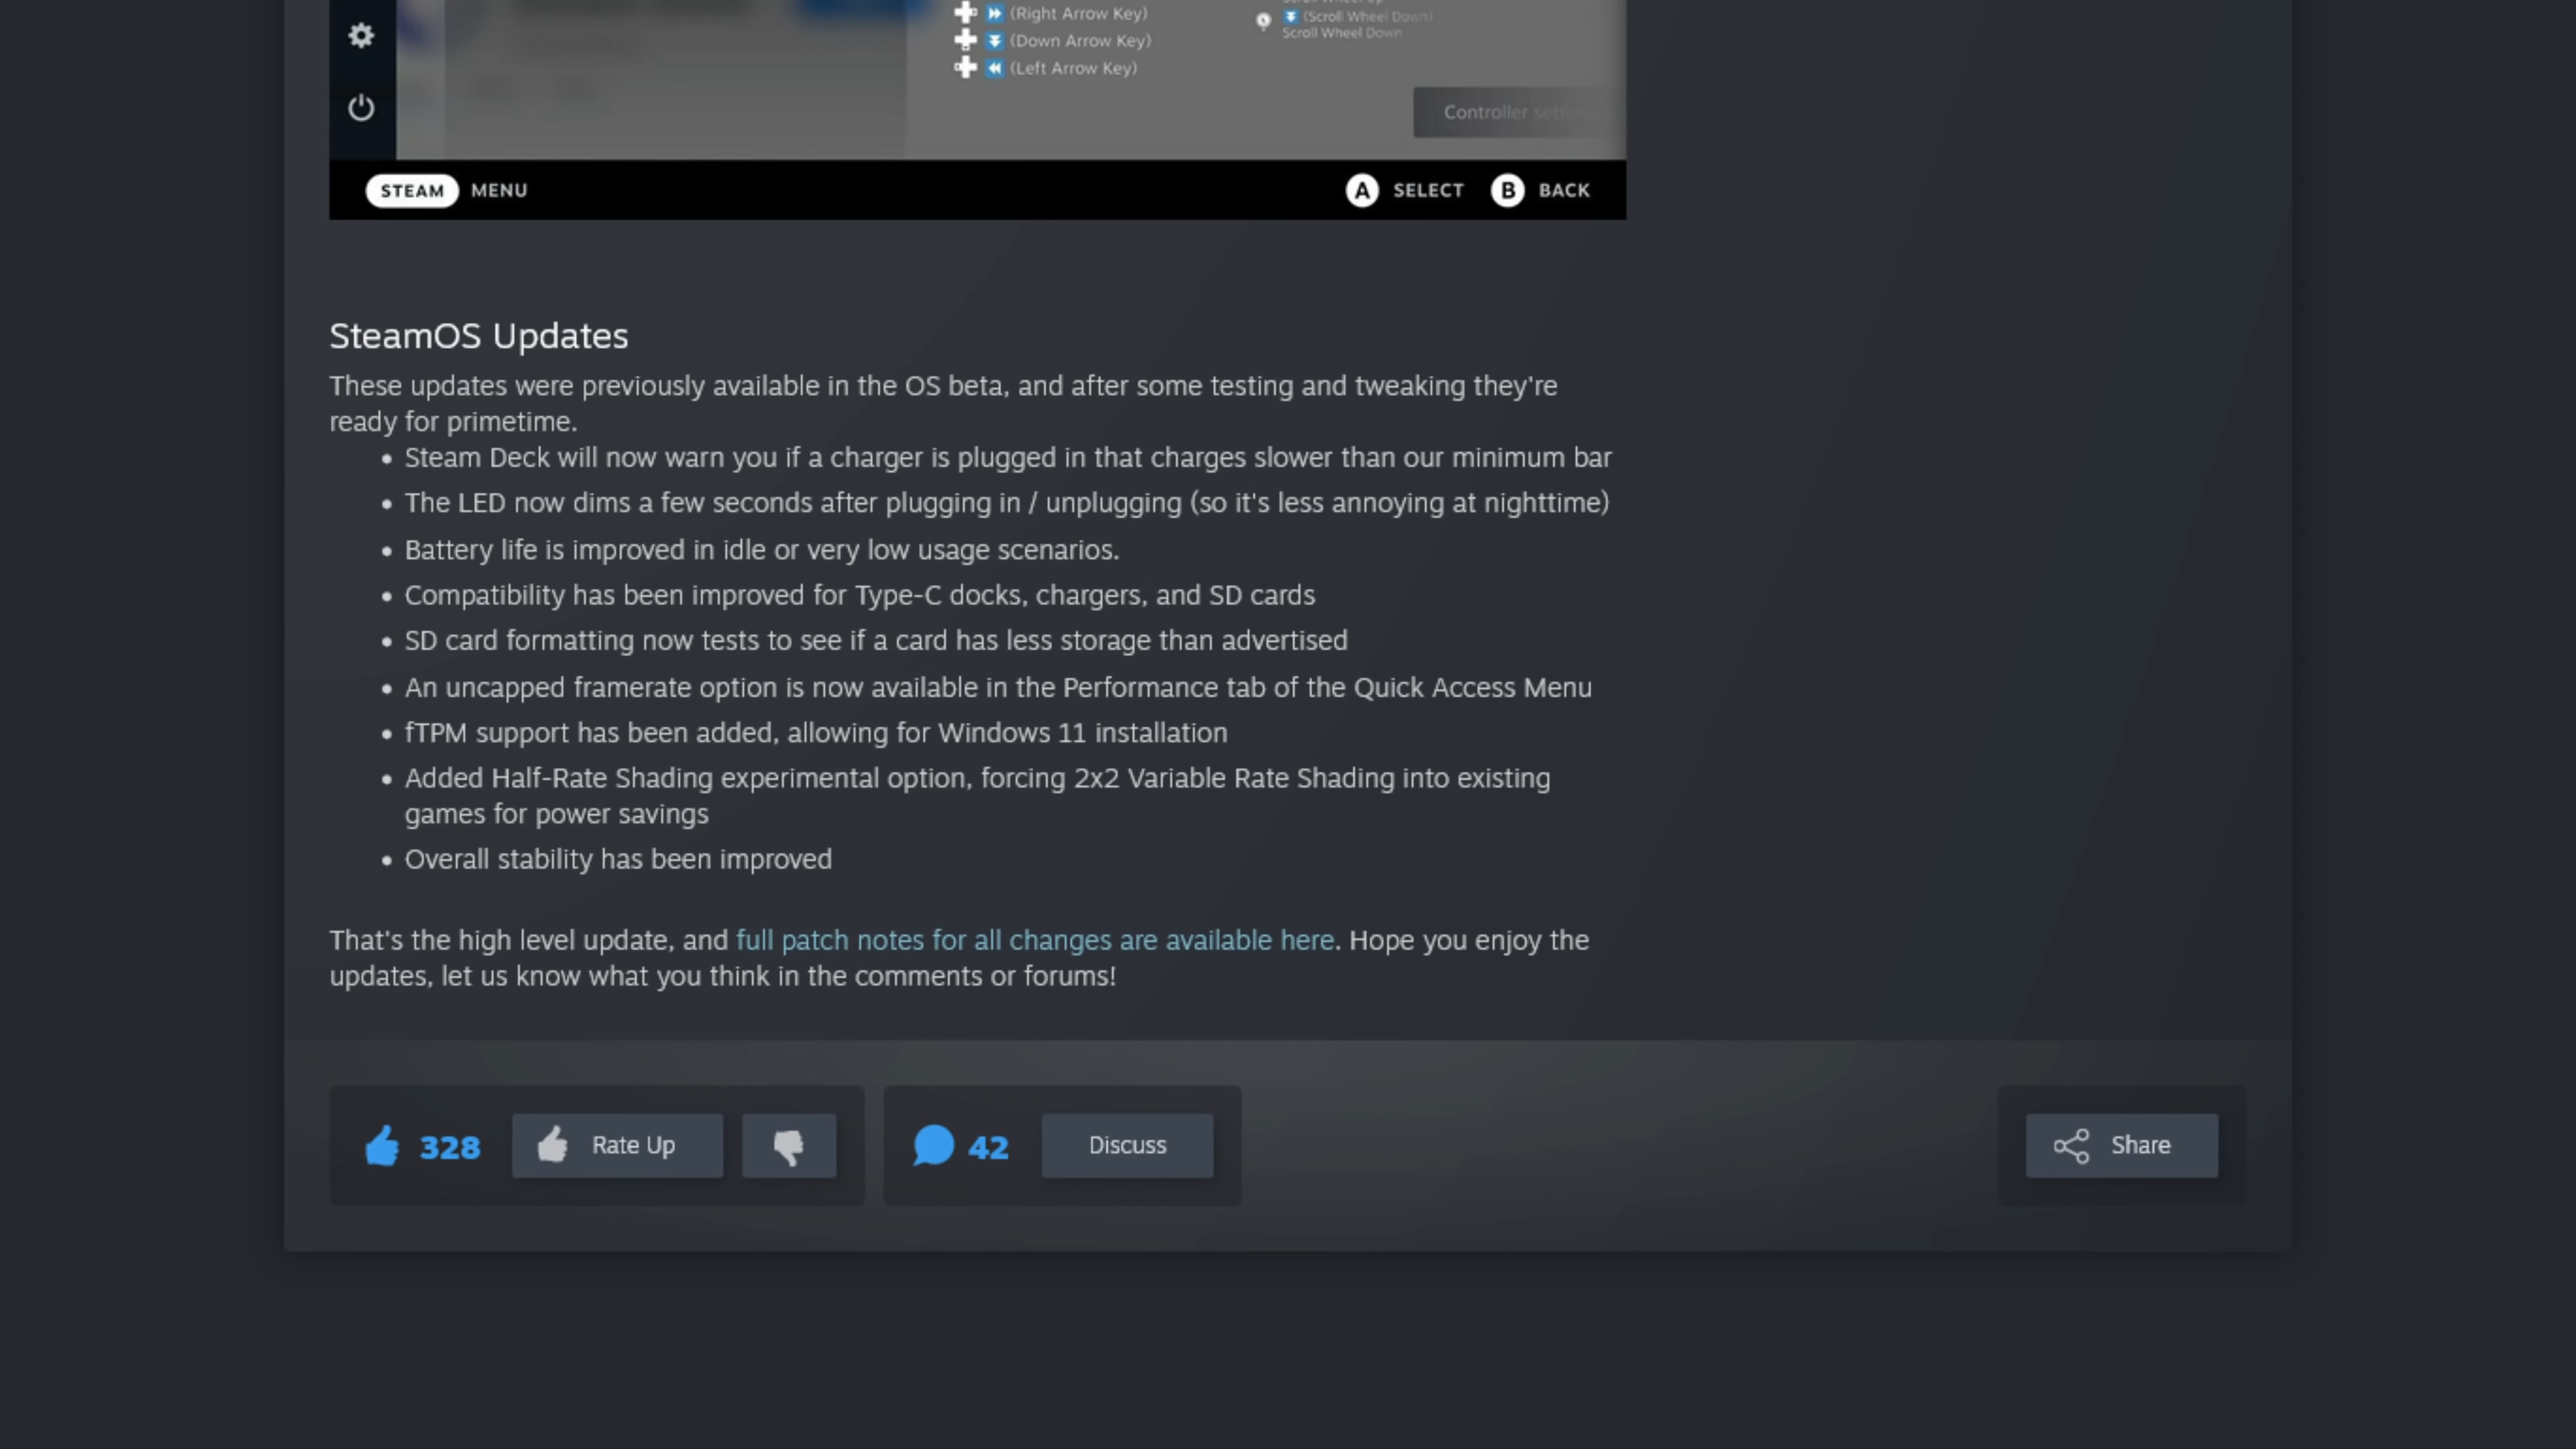 (Right Arrow Key)
(Down Arrow Key)
(Left Arrow Key)
(Scroll Wheel Down)
Scroll Wheel Down
Controller
STEAM MENU
A SELECT B BACK
SteamOS Updates
These updates were previously available in the OS beta, and after some testing and tweaking they're
ready for primetime.
• Steam Deck will now warn you if a charger is plugged in that charges slower than our minimum bar
• The LED now dims a few seconds after plugging in / unplugging (so it's less annoying at nighttime)
• Battery life is improved in idle or very low usage scenarios.
• Compatibility has been improved for Type-C docks, chargers, and SD cards
• SD card formatting now tests to see if a card has less storage than advertised
• An uncapped framerate option is now available in the Performance tab of the Quick Access Menu
• fTPM support has been added, allowing for Windows 11 installation
• Added Half-Rate Shading experimental option, forcing 2x2 Variable Rate Shading into existing
games for power savings
• Overall stability has been improved
That's the high level update, and full patch notes for all changes are available here. Hope you enjoy the
updates, let us know what you think in the comments or forums!
328 Rate Up 42 Discuss Share